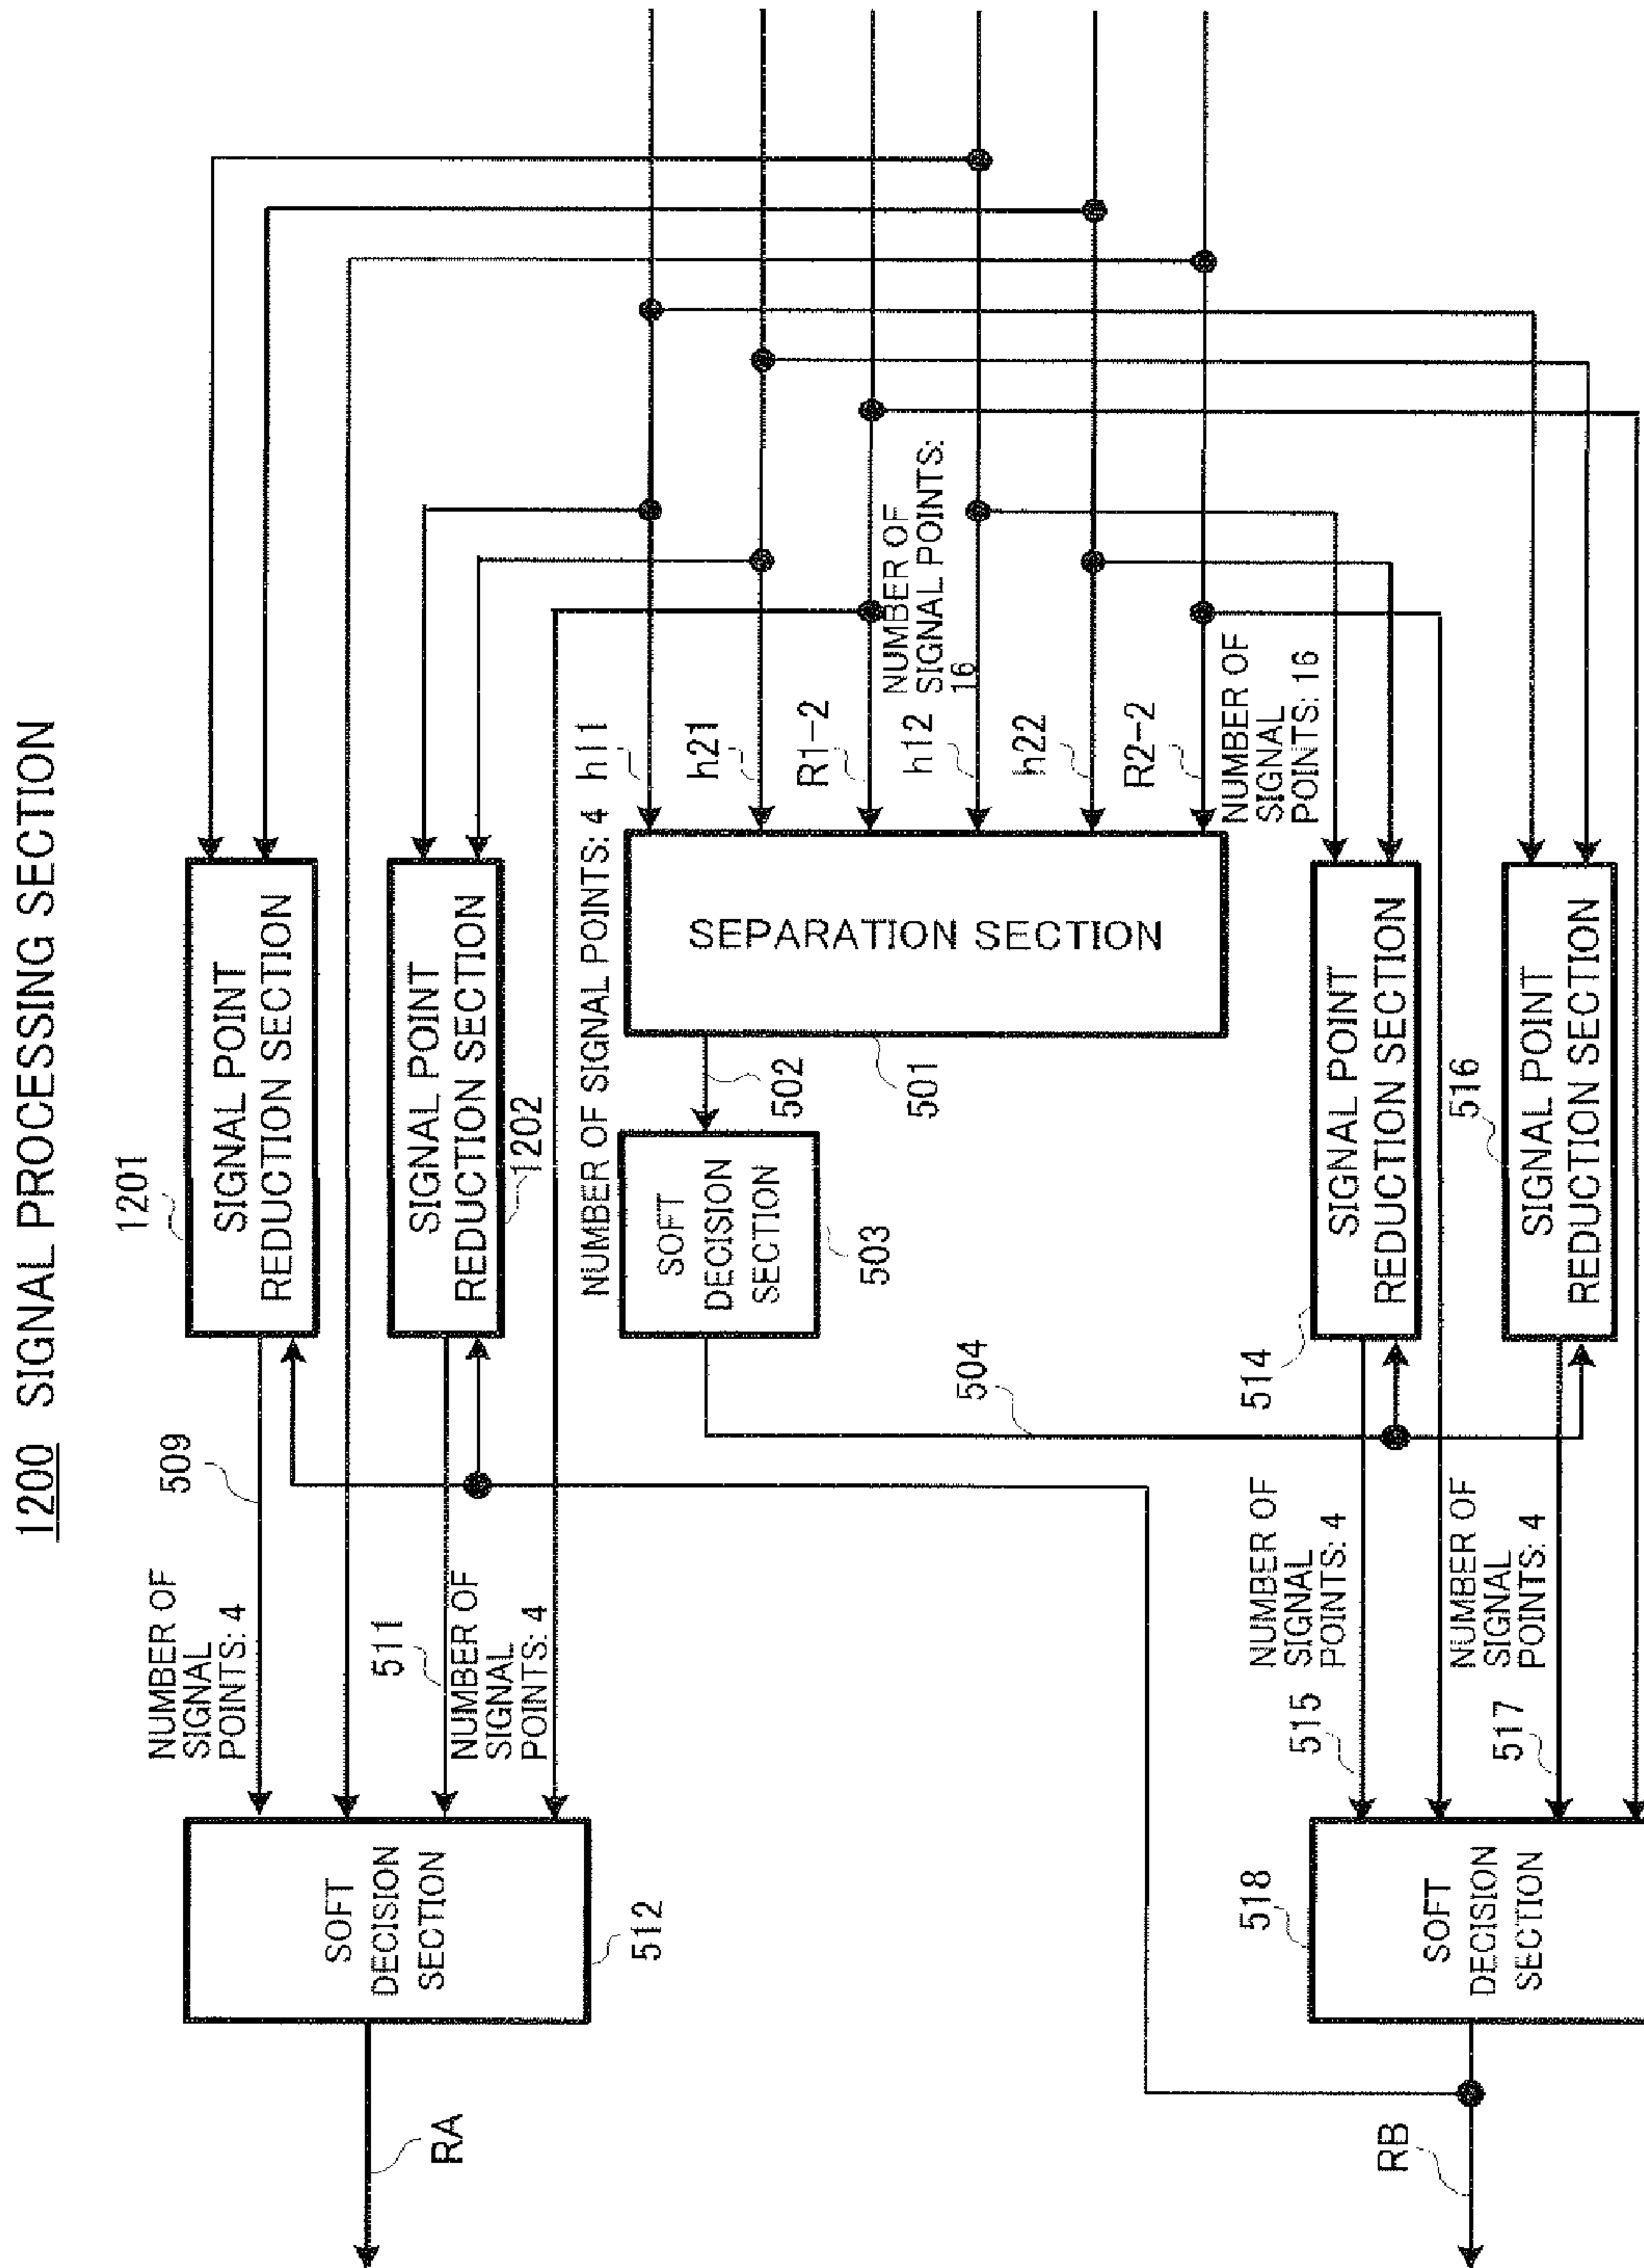 1200 SIGNAL PROCESSING SECTION
1201
SIGNAL POINT
REDUCTION SECTION
509
NUMBER OF
SIGNAL
POINTS: 4
SIGNAL POINT
REDUCTION SECTION
1202
511
NUMBER OF
SIGNAL
POINTS: 4
SOFT
DECISION
SECTION
512
RA
NUMBER OF SIGNAL POINTS: 4
h11
h21
R1-2
NUMBER OF
SIGNAL POINTS:
16
h12
h22
R2-2
NUMBER OF
SIGNAL
POINTS: 16
SEPARATION SECTION
501
502
SOFT
DECISION
SECTION
503
504
514
SIGNAL POINT
REDUCTION SECTION
516
SIGNAL POINT
REDUCTION SECTION
NUMBER OF
SIGNAL
POINTS: 4
515
NUMBER OF
SIGNAL
POINTS: 4
517
518
SOFT
DECISION
SECTION
RB